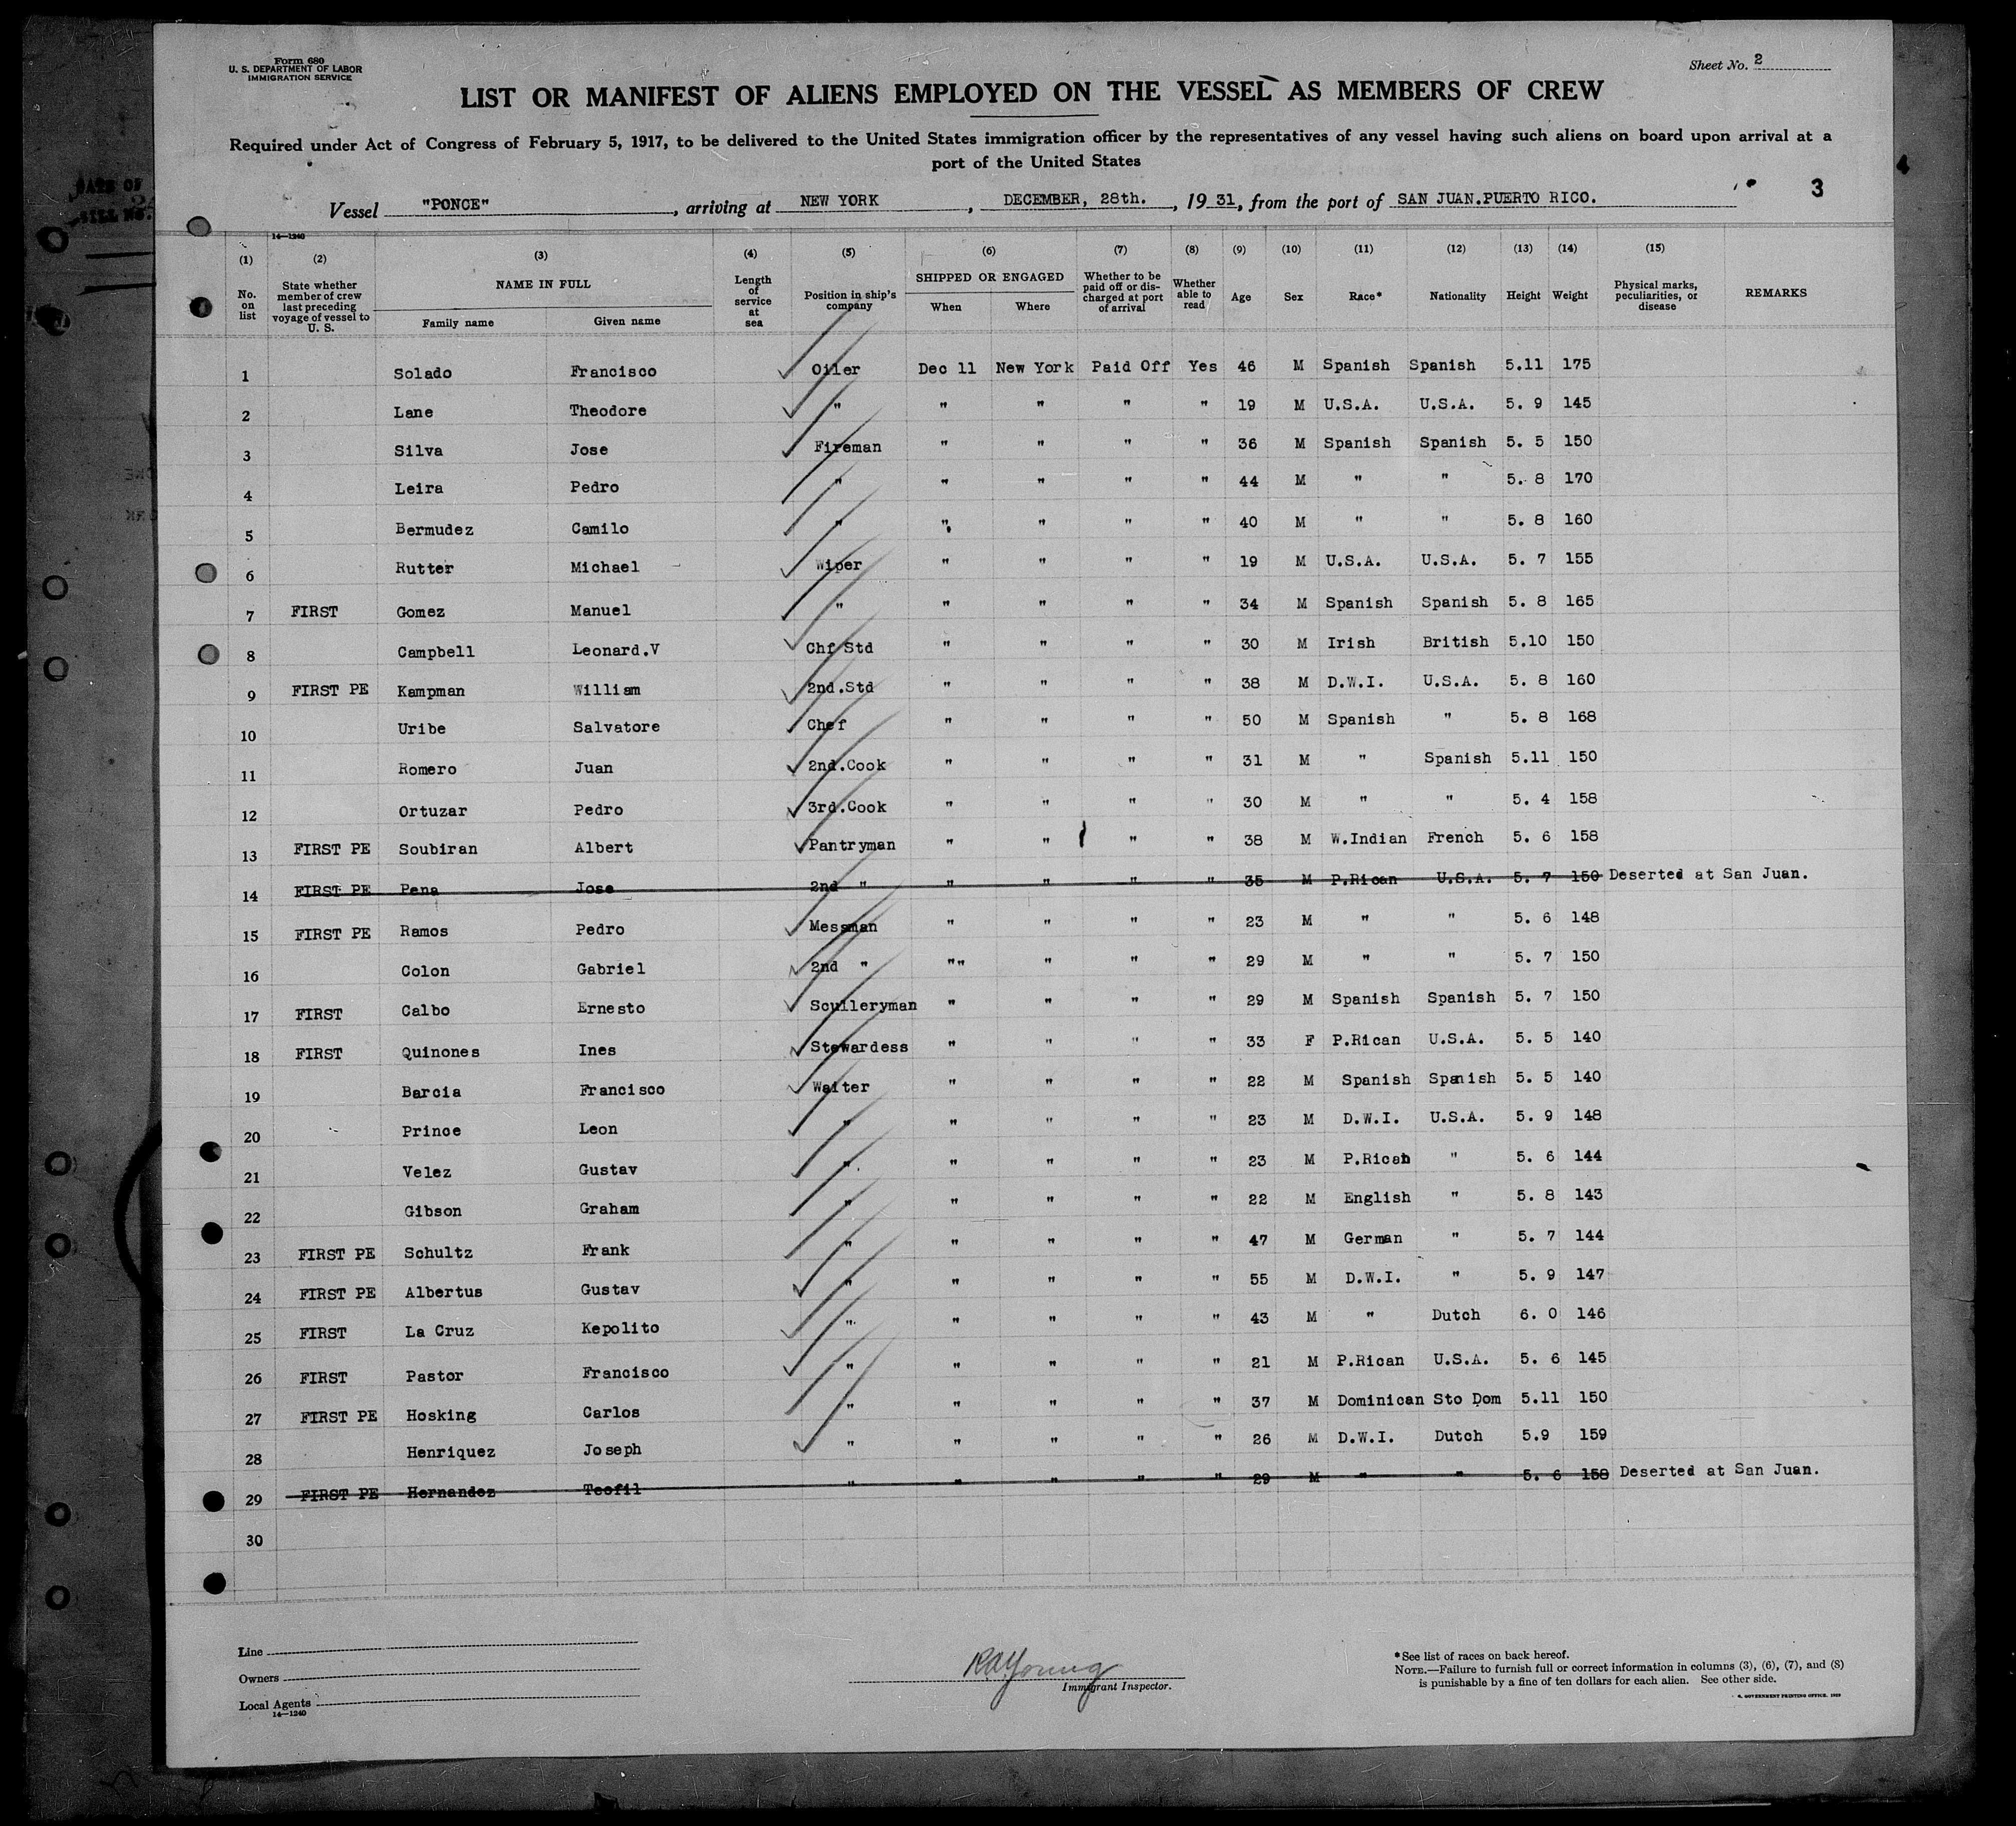 Form 680
U. S. DEPARTMENT OF LABOR
IMMIGRATION SERVICE
Sheet No. 2
LIST OR MANIFEST OF ALIENS EMPLOYED ON THE VESSEL AS MEMBERS OF CREW
Required under Act of Congress of February 5, 1917, to be delivered to the United States immigration officer by the representatives of any vessel having such aliens on board upon arrival at a
port of the United States
Vessel "PONCE", arriving at NEW YORK, DECEMBER, 28th., 19 31, from the port of SAN JUAN.PUERTO RICO.
3
14—1240
(1) (2) (3) (4) (5) (6) (7) (8) (9) (10) (11) (12) (13) (14) (15)
No. on list State whether member of crew last preceding voyage of vessel to U. S. NAME IN FULL Family name Given name Length of service at sea Position in ship's company SHIPPED OR ENGAGED When Where Whether to be paid off or discharged at port of arrival Whether able to read Age Sex Race* Nationality Height Weight Physical marks, peculiarities, or disease REMARKS
1 Solado Francisco Oiler Dec 11 New York Paid Off Yes 46 M Spanish Spanish 5.11 175
2 Lane Theodore " " " " " 19 M U.S.A. U.S.A. 5. 9 145
3 Silva Jose Fireman " " " " 36 M Spanish Spanish 5. 5 150
4 Leira Pedro " " " " " 44 M " " 5. 8 170
5 Bermudez Camilo " " " " " 40 M " " 5. 8 160
6 Rutter Michael Wiper " " " " 19 M U.S.A. U.S.A. 5. 7 155
7 FIRST Gomez Manuel " " " " " 34 M Spanish Spanish 5. 8 165
8 Campbell Leonard.V Chf Std " " " " 30 M Irish British 5.10 150
9 FIRST PE Kampman William 2nd.Std " " " " 38 M D.W.I. U.S.A. 5. 8 160
10 Uribe Salvatore Chef " " " " 50 M Spanish " 5. 8 168
11 Romero Juan 2nd.Cook " " " " 31 M " Spanish 5.11 150
12 Ortuzar Pedro 3rd.Cook " " " " 30 M " " 5. 4 158
13 FIRST PE Soubiran Albert Pantryman " " " " 38 M W.Indian French 5. 6 158
14 FIRST PE Pena Jose 2nd " " " " " 35 M P.Rican U.S.A. 5. 7 150 Deserted at San Juan.
15 FIRST PE Ramos Pedro Messman " " " " 23 M " " 5. 6 148
16 Colon Gabriel 2nd " "" " " " 29 M " " 5. 7 150
17 FIRST Calbo Ernesto Sculleryman " " " " 29 M Spanish Spanish 5. 7 150
18 FIRST Quinones Ines Stewardess " " " " 33 F P.Rican U.S.A. 5. 5 140
19 Barcia Francisco Waiter " " " " 22 M Spanish Spanish 5. 5 140
20 Prince Leon " " " " " 23 M D.W.I. U.S.A. 5. 9 148
21 Velez Gustav " " " " " 23 M P.Rican " 5. 6 144
22 Gibson Graham " " " " " 22 M English " 5. 8 143
23 FIRST PE Schultz Frank " " " " " 47 M German " 5. 7 144
24 FIRST PE Albertus Gustav " " " " " 55 M D.W.I. " 5. 9 147
25 FIRST La Cruz Kepolito " " " " " 43 M " Dutch 6. 0 146
26 FIRST Pastor Francisco " " " " " 21 M P.Rican U.S.A. 5. 6 145
27 FIRST PE Hosking Carlos " " " " " 37 M Dominican Sto Dom 5.11 150
28 Henriquez Joseph " " " " " 26 M D.W.I. Dutch 5.9 159
29 FIRST PE Hernandez Teofil " " " " " 29 M " " 5. 6 158 Deserted at San Juan.
30
Line
Owners
Local Agents
14—1240
RAYoung
Immigrant Inspector.
*See list of races on back hereof.
NOTE.—Failure to furnish full or correct information in columns (3), (6), (7), and (8)
is punishable by a fine of ten dollars for each alien. See other side.
GOVERNMENT PRINTING OFFICE. 1929